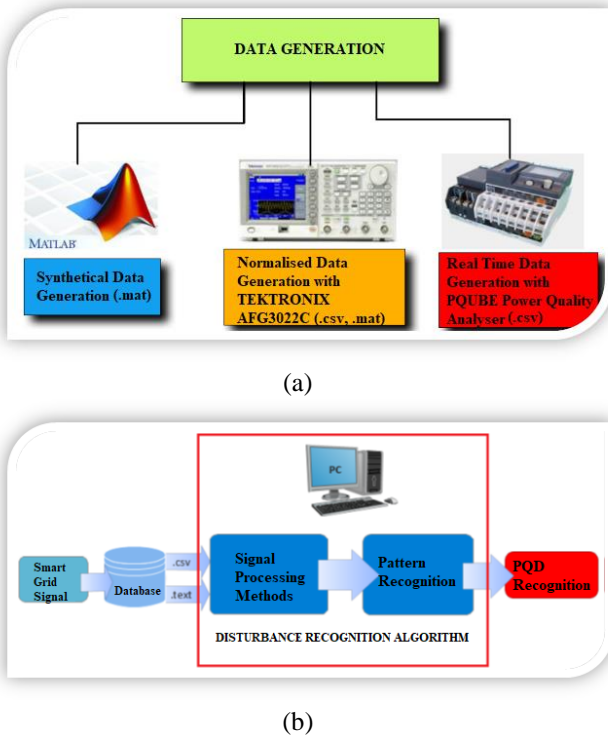 DATA GENERATION
MATLAB
Synthetical Data
Generation (.mat)
Normalised Data
Generation with
TEKTRONIX
AFG3022C (.csv, .mat)
Real Time Data
Generation with
PQUBE Power Quality
Analyser (.csv)
(a)
PC
Smart
Grid
Signal
Database
.csv
.text
Signal
Processing
Methods
Pattern
Recognition
PQD
Recognition
DISTURBANCE RECOGNITION ALGORITHM
(b)